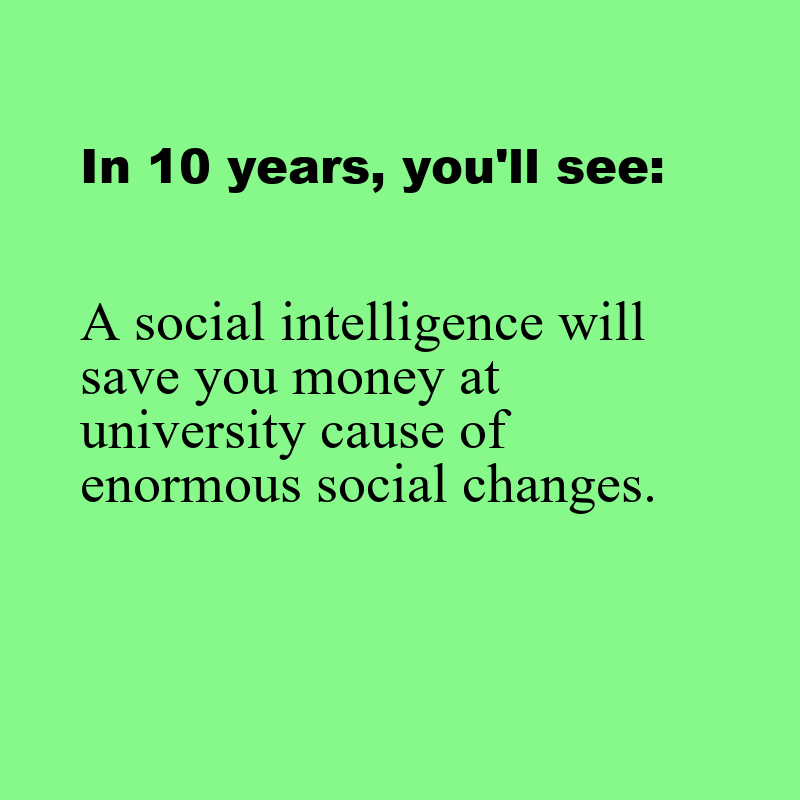 In 10 years, you'll see:
A social intelligence will
save you money at
university cause of
enormous social changes.